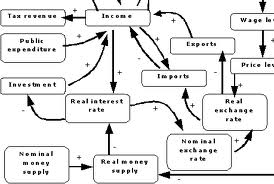 Tax revenue
+
Income
+
Wage le
Public
expenditure
+
Exports
+
+
-
+
-
Price lev
Investment
+
Imports
-
-
Real interest
rate
+
Real
exchange
rate
-
Nominal
exchange
rate
+
Nominal
money
supply
+
Real money
supply
-